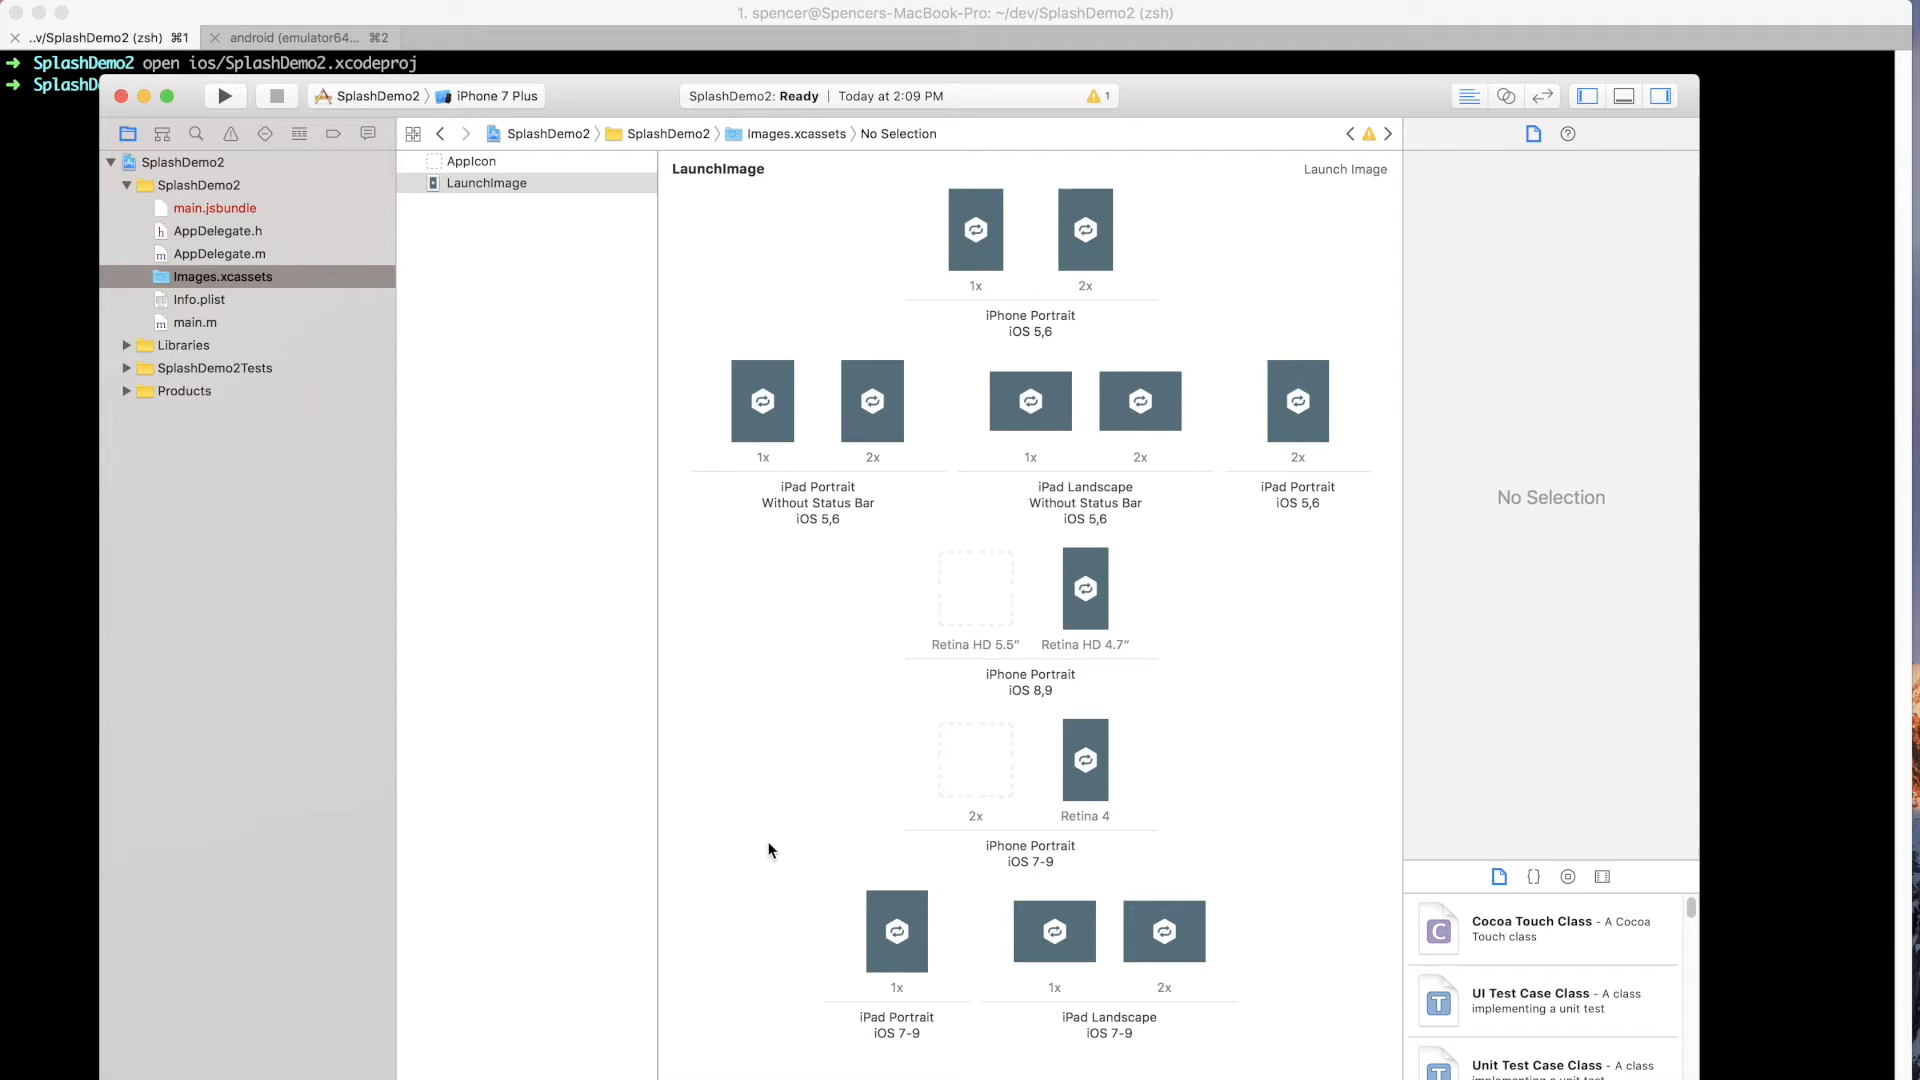 1. spencer@Spencers-MacBook-Pro: ~/dev/SplashDemo2 (zsh)
..v/SplashDemo2 (zsh) ⌘1
android (emulator64... ⌘2
➜ SplashDemo2 open ios/SplashDemo2.xcodeproj
➜ SplashD
SplashDemo2 〉 iPhone 7 Plus
SplashDemo2: Ready | Today at 2:09 PM
1
SplashDemo2 〉 SplashDemo2 〉 Images.xcassets 〉 No Selection
SplashDemo2
SplashDemo2
main.jsbundle
h AppDelegate.h
m AppDelegate.m
Images.xcassets
Info.plist
m main.m
Libraries
SplashDemo2Tests
Products
AppIcon
LaunchImage
LaunchImage
Launch Image
1x 2x
iPhone Portrait
iOS 5,6
1x 2x
iPad Portrait
Without Status Bar
iOS 5,6
1x 2x
iPad Landscape
Without Status Bar
iOS 5,6
2x
iPad Portrait
iOS 5,6
Retina HD 5.5″ Retina HD 4.7″
iPhone Portrait
iOS 8,9
2x Retina 4
iPhone Portrait
iOS 7-9
1x
iPad Portrait
iOS 7-9
1x 2x
iPad Landscape
iOS 7-9
No Selection
{}
C
Cocoa Touch Class - A Cocoa
Touch class
T
UI Test Case Class - A class
implementing a unit test
T
Unit Test Case Class - A class
implementing a unit test